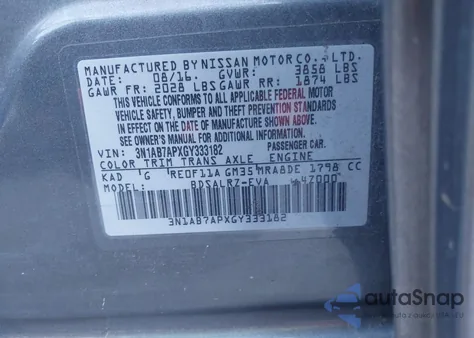 MANUFACTURED BY NISSAN MOTOR CO., LTD.
08/16. GVWR: 3858 LBS
GAWR FR: 2028 LBS GAWR RR: 1874 LBS
THIS VEHICLE CONFORMS TO ALL APPLICABLE FEDERAL MOTOR
VEHICLE SAFETY, BUMPER AND THEFT PREVENTION STANDARDS
IN EFFECT ON THE DATE OF MANUFACTURE SHOWN ABOVE.
SEE OWNER'S MANUAL FOR FURTHER INFORMATION
VIN: 3N1AB7APXGY333182 PASSENGER CAR.
COLOR TRIM TRANS AXLE ENGINE
KAD G RE0F11A GM35 MRA8DE 1798 CC
MODEL: BDSALRZ-EVA 47000
3N1AB7APXGY333182
autoSnap